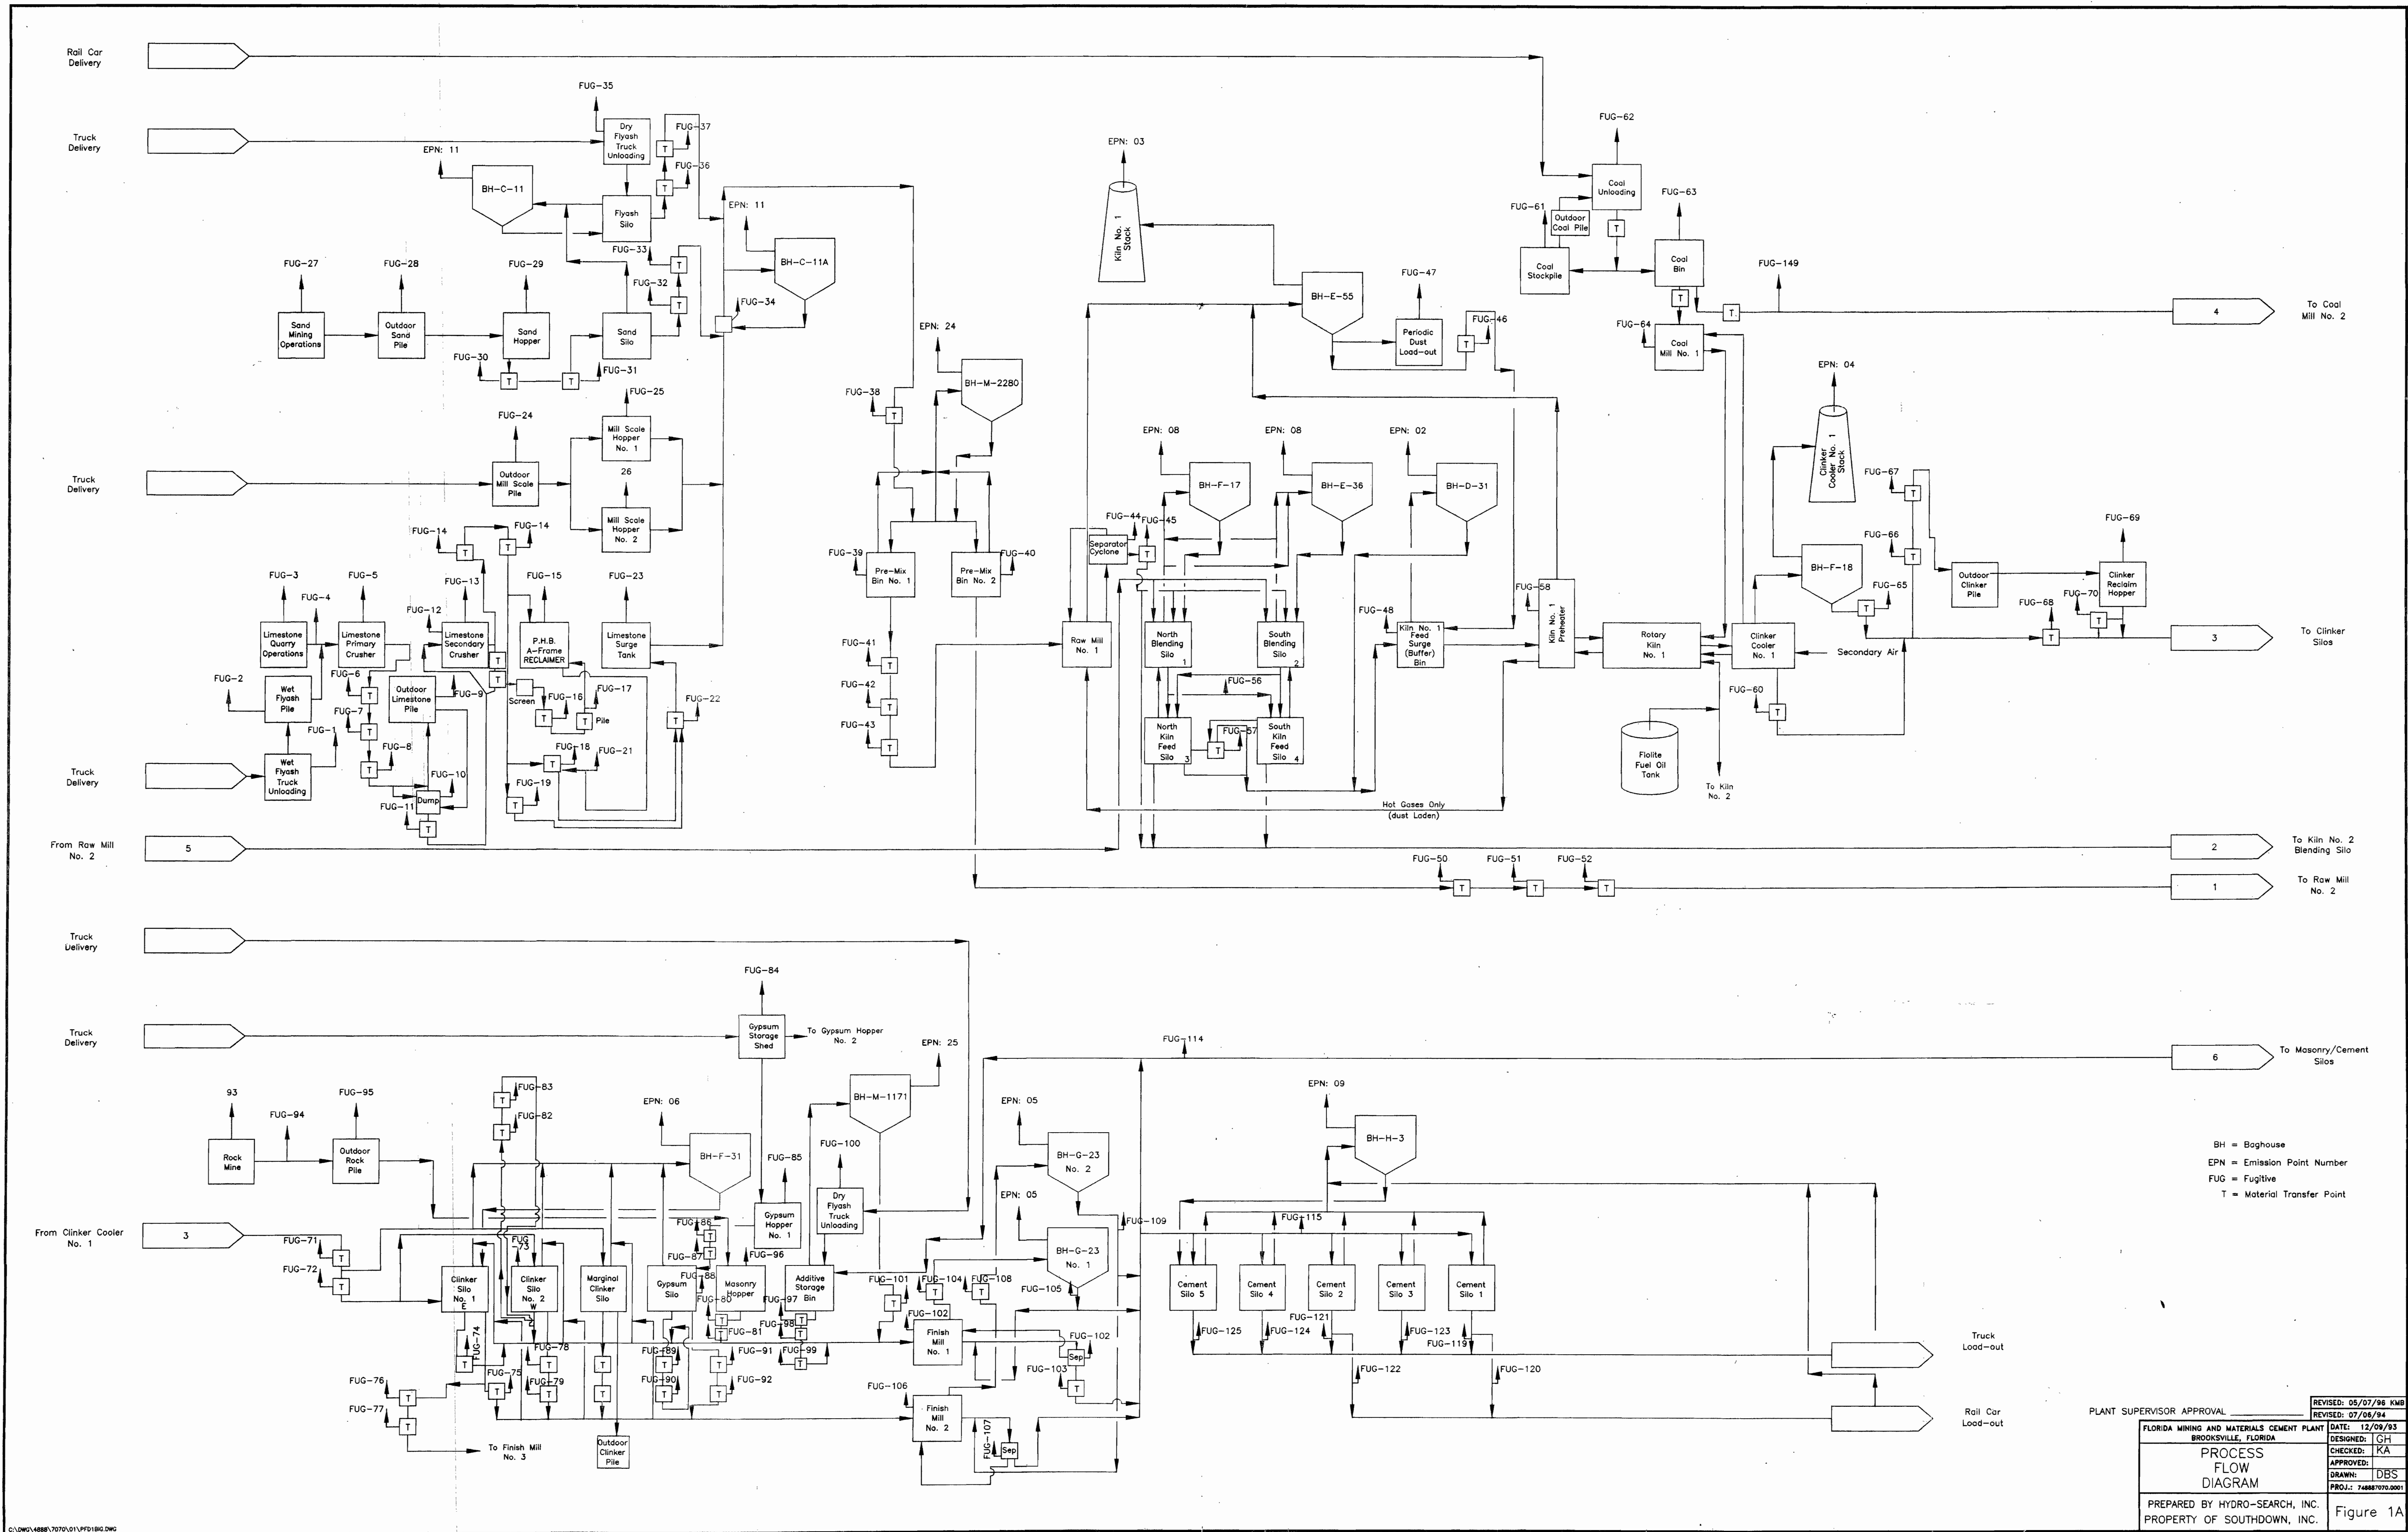 Rail Car
Delivery
FUG-35
Truck
Delivery
Dry
Flyash
Truck
Unloading
FUG-37
FUG-36
EPN: 11
BH-C-11
Flyash
Silo
EPN: 11
BH-C-11A
FUG-33
FUG-32
FUG-34
FUG-27
FUG-28
FUG-29
Sand
Mining
Operations
Outdoor
Sand
Pile
Sand
Hopper
Sand
Silo
FUG-30
FUG-31
T
T
T
T
T
T
FUG-25
FUG-24
Mill Scale
Hopper
No. 1
26
Truck
Delivery
Outdoor
Mill Scale
Pile
Mill Scale
Hopper
No. 2
FUG-14
FUG-14
T
T
FUG-3
FUG-5
FUG-4
FUG-13
FUG-12
FUG-15
FUG-23
Limestone
Quarry
Operations
Limestone
Primary
Crusher
Limestone
Secondary
Crusher
P.H.B.
A-Frame
RECLAIMER
Limestone
Surge
Tank
T
T
FUG-2
Wet
Flyash
Pile
FUG-6
T
Outdoor
Limestone
Pile
FUG-9
Screen
FUG-16
T
FUG-17
T
Pile
FUG-22
T
FUG-1
FUG-7
T
FUG-8
T
FUG-18
T
FUG-21
FUG-19
T
FUG-10
FUG-11
Dump
T
Truck
Delivery
Wet
Flyash
Truck
Unloading
From Raw Mill
No. 2
5
EPN: 24
BH-M-2280
FUG-38
T
FUG-39
Pre-Mix
Bin No. 1
Pre-Mix
Bin No. 2
FUG-40
FUG-41
T
FUG-42
T
FUG-43
T
EPN: 03
Kiln No. 1
Stack
BH-E-55
FUG-47
Periodic
Dust
Load-out
FUG-46
T
EPN: 08
EPN: 08
EPN: 02
BH-F-17
BH-E-36
BH-D-31
FUG-44
FUG-45
Separator
Cyclone
T
Raw Mill
No. 1
North
Blending
Silo
1
South
Blending
Silo
2
FUG-48
Kiln No. 1
Feed
Surge
(Buffer)
Bin
FUG-58
Kiln No. 1
Preheater
Rotary
Kiln
No. 1
Clinker
Cooler
No. 1
Secondary Air
FUG-56
North
Kiln
Feed
Silo
3
FUG-57
T
South
Kiln
Feed
Silo
4
Hot Gases Only
(dust Laden)
FUG-62
Coal
Unloading
FUG-61
Outdoor
Coal Pile
T
FUG-63
Coal
Stockpile
Coal
Bin
FUG-149
T
T
4
To Coal
Mill No. 2
FUG-64
Coal
Mill No. 1
EPN: 04
Clinker
Cooler No. 1
Stack
FUG-67
T
FUG-66
T
BH-F-18
FUG-65
T
Outdoor
Clinker
Pile
FUG-69
Clinker
Reclaim
Hopper
FUG-68
T
FUG-70
T
3
To Clinker
Silos
FUG-60
T
Flolite
Fuel Oil
Tank
To Kiln
No. 2
2
To Kiln No. 2
Blending Silo
FUG-50
FUG-51
FUG-52
T
T
T
1
To Raw Mill
No. 2
Truck
Delivery
FUG-84
Truck
Delivery
Gypsum
Storage
Shed
To Gypsum Hopper
No. 2
EPN: 25
FUG-114
6
To Masonry/Cement
Silos
93
FUG-94
FUG-95
Rock
Mine
Outdoor
Rock
Pile
FUG-83
T
FUG-82
T
EPN: 06
BH-F-31
BH-M-1171
FUG-100
FUG-85
Dry
Flyash
Truck
Unloading
Gypsum
Hopper
No. 1
EPN: 05
BH-G-23
No. 2
EPN: 05
BH-G-23
No. 1
FUG-109
EPN: 09
BH-H-3
FUG-115
From Clinker Cooler
No. 1
3
FUG-71
T
FUG-72
T
Clinker
Silo
No. 1
E
FUG
-73
Clinker
Silo
No. 2
W
Marginal
Clinker
Silo
Gypsum
Silo
FUG-86
T
FUG-87
T
FUG-88
FUG-96
Masonry
Hopper
Additive
Storage
Bin
FUG-80
T
FUG-81
T
FUG-97
T
FUG-98
T
FUG-99
T
FUG-101
T
FUG-104
T
FUG-108
T
FUG-105
FUG-102
Finish
Mill
No. 1
FUG-102
Sep
FUG-103
T
FUG-74
T
FUG-75
T
FUG-78
T
FUG-79
T
T
T
FUG-89
T
FUG-90
T
FUG-91
T
FUG-92
T
FUG-76
T
FUG-77
T
To Finish Mill
No. 3
Outdoor
Clinker
Pile
FUG-106
Finish
Mill
No. 2
FUG-107
Sep
Cement
Silo 5
Cement
Silo 4
Cement
Silo 2
Cement
Silo 3
Cement
Silo 1
FUG-125
FUG-124
FUG-121
FUG-123
FUG-119
FUG-122
FUG-120
Truck
Load-out
Rail Car
Load-out
BH = Baghouse
EPN = Emission Point Number
FUG = Fugitive
T = Material Transfer Point
PLANT SUPERVISOR APPROVAL
REVISED: 05/07/96 KMB
REVISED: 07/06/94
FLORIDA MINING AND MATERIALS CEMENT PLANT
BROOKSVILLE, FLORIDA
DATE: 12/09/93
DESIGNED: GH
CHECKED: KA
APPROVED:
DRAWN: DBS
PROJ.: 748887070.0001
PROCESS
FLOW
DIAGRAM
PREPARED BY HYDRO-SEARCH, INC.
PROPERTY OF SOUTHDOWN, INC.
Figure 1A
C:\DWG\4888\7070\01\PFD1BIG.DWG